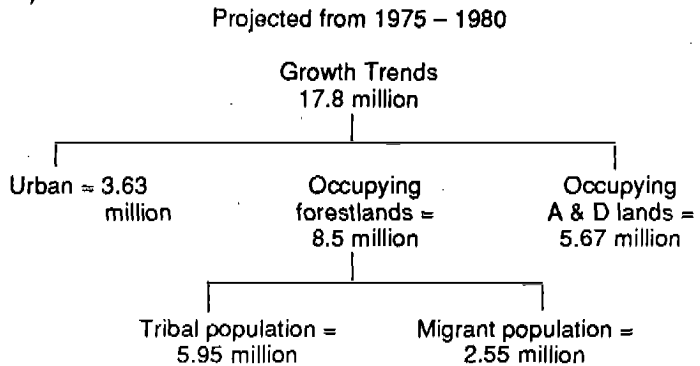 Projected from 1975 – 1980
Growth Trends
17.8 million
Urban = 3.63
million
Occupying
forestlands =
8.5 million
Occupying
A & D lands =
5.67 million
Tribal population =
5.95 million
Migrant population =
2.55 million